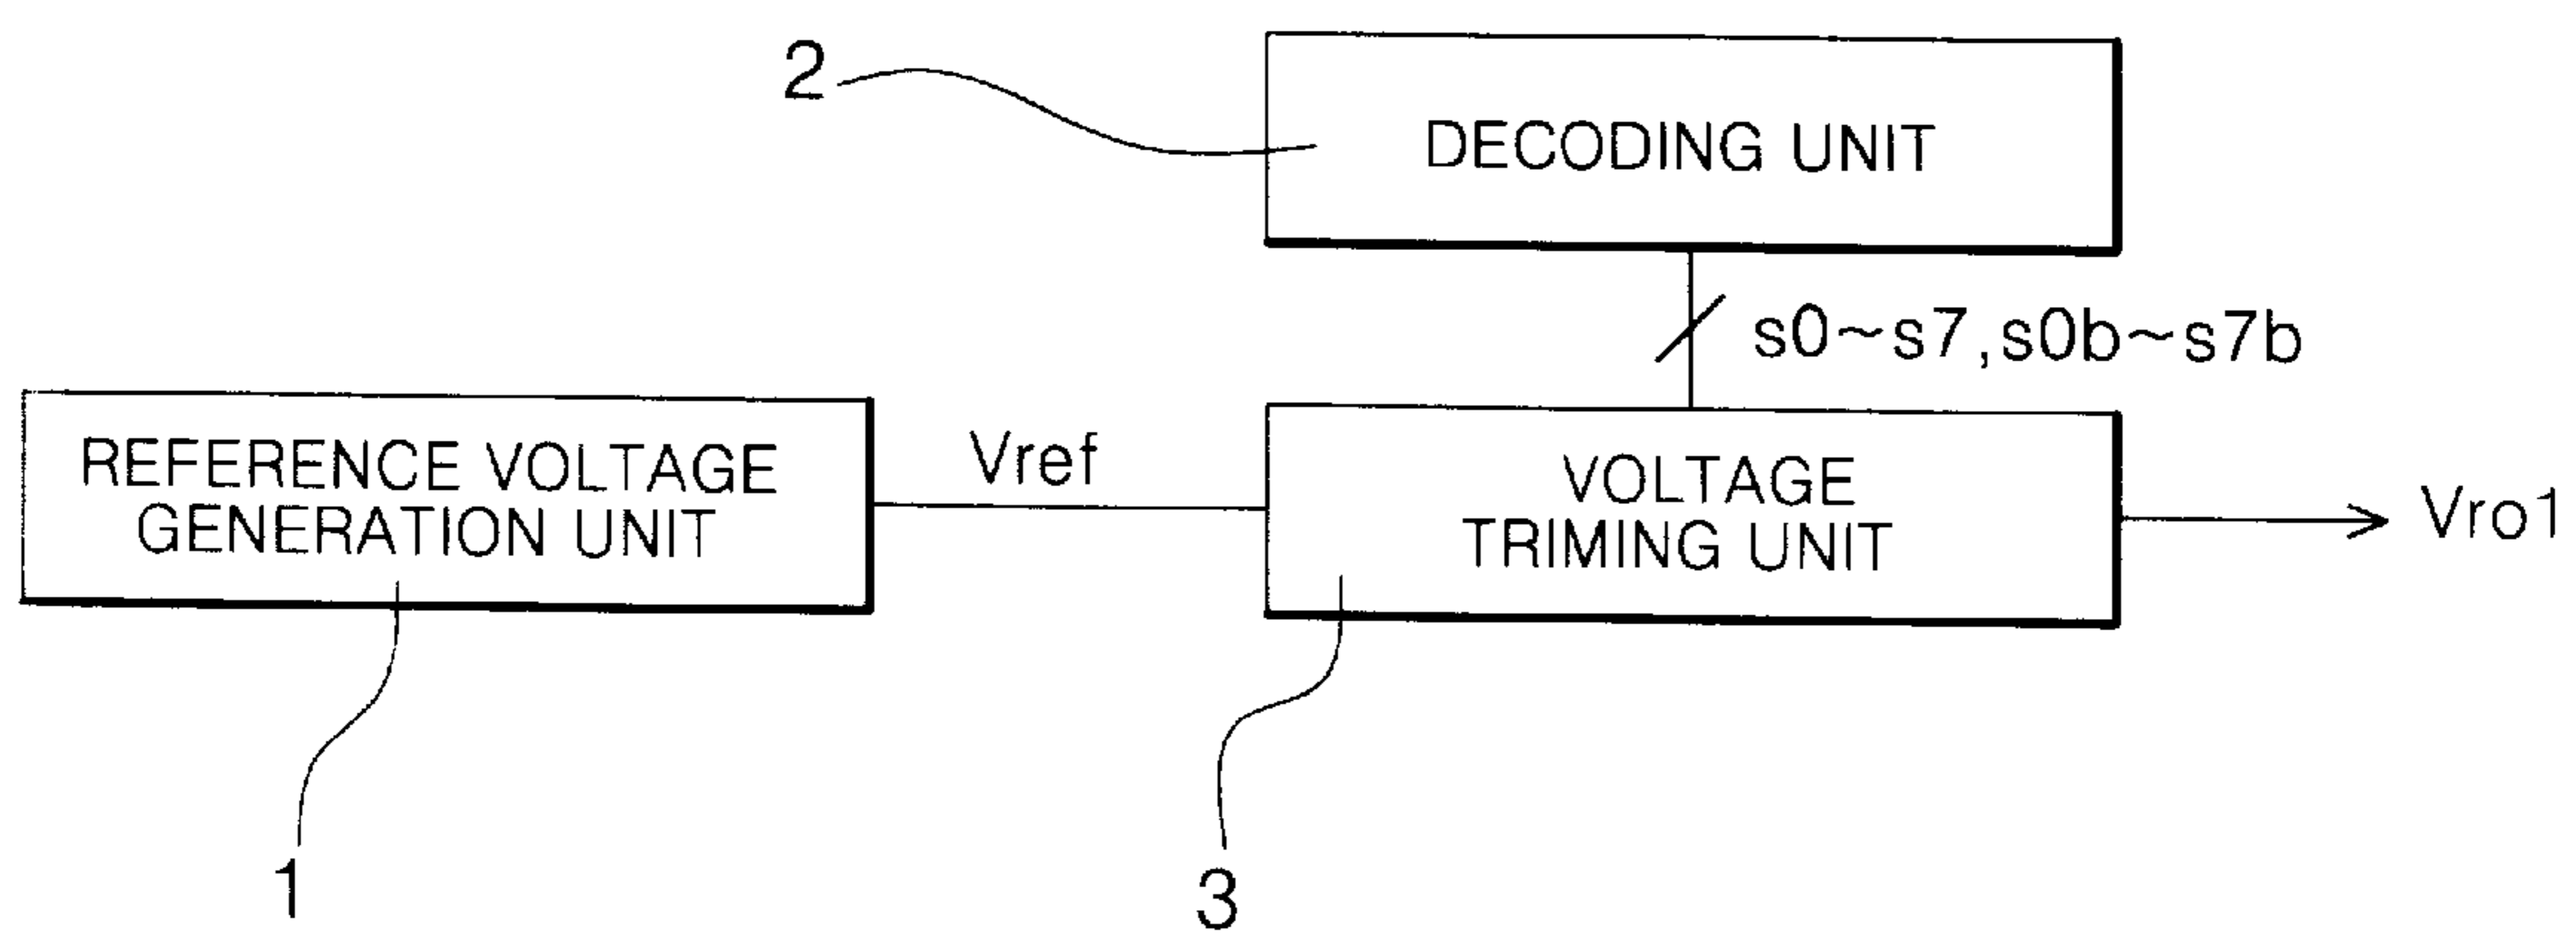 2
DECODING UNIT
s0~s7,s0b~s7b
REFERENCE VOLTAGE
GENERATION UNIT
Vref
VOLTAGE
TRIMING UNIT
Vro1
1
3